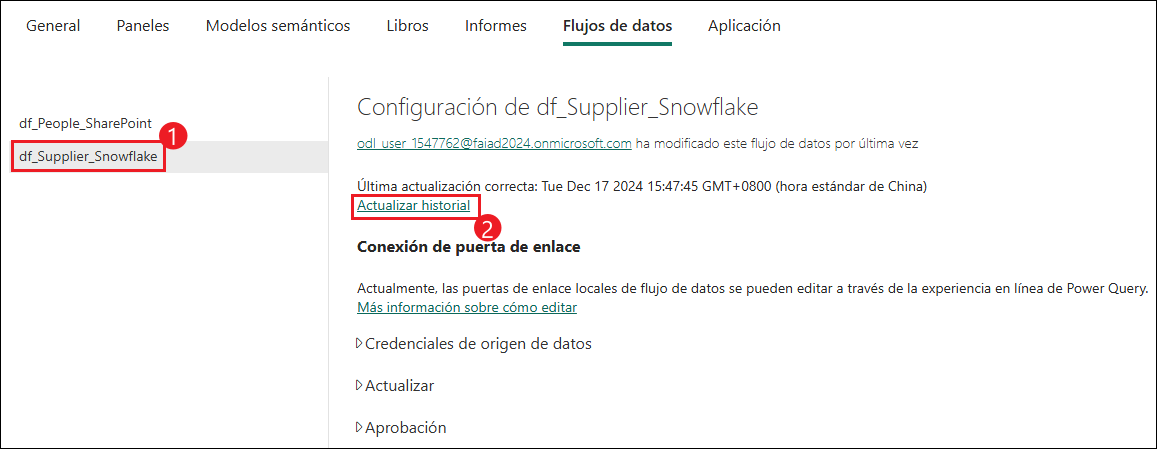 General Paneles Modelos semánticos Libros Informes Flujos de datos Aplicación
df_People_SharePoint
1
df_Supplier_Snowflake
Configuración de df_Supplier_Snowflake
odl_user_1547762@faiad2024.onmicrosoft.com ha modificado este flujo de datos por última vez
Última actualización correcta: Tue Dec 17 2024 15:47:45 GMT+0800 (hora estándar de China)
Actualizar historial
2
Conexión de puerta de enlace
Actualmente, las puertas de enlace locales de flujo de datos se pueden editar a través de la experiencia en línea de Power Query.
Más información sobre cómo editar
Credenciales de origen de datos
Actualizar
Aprobación